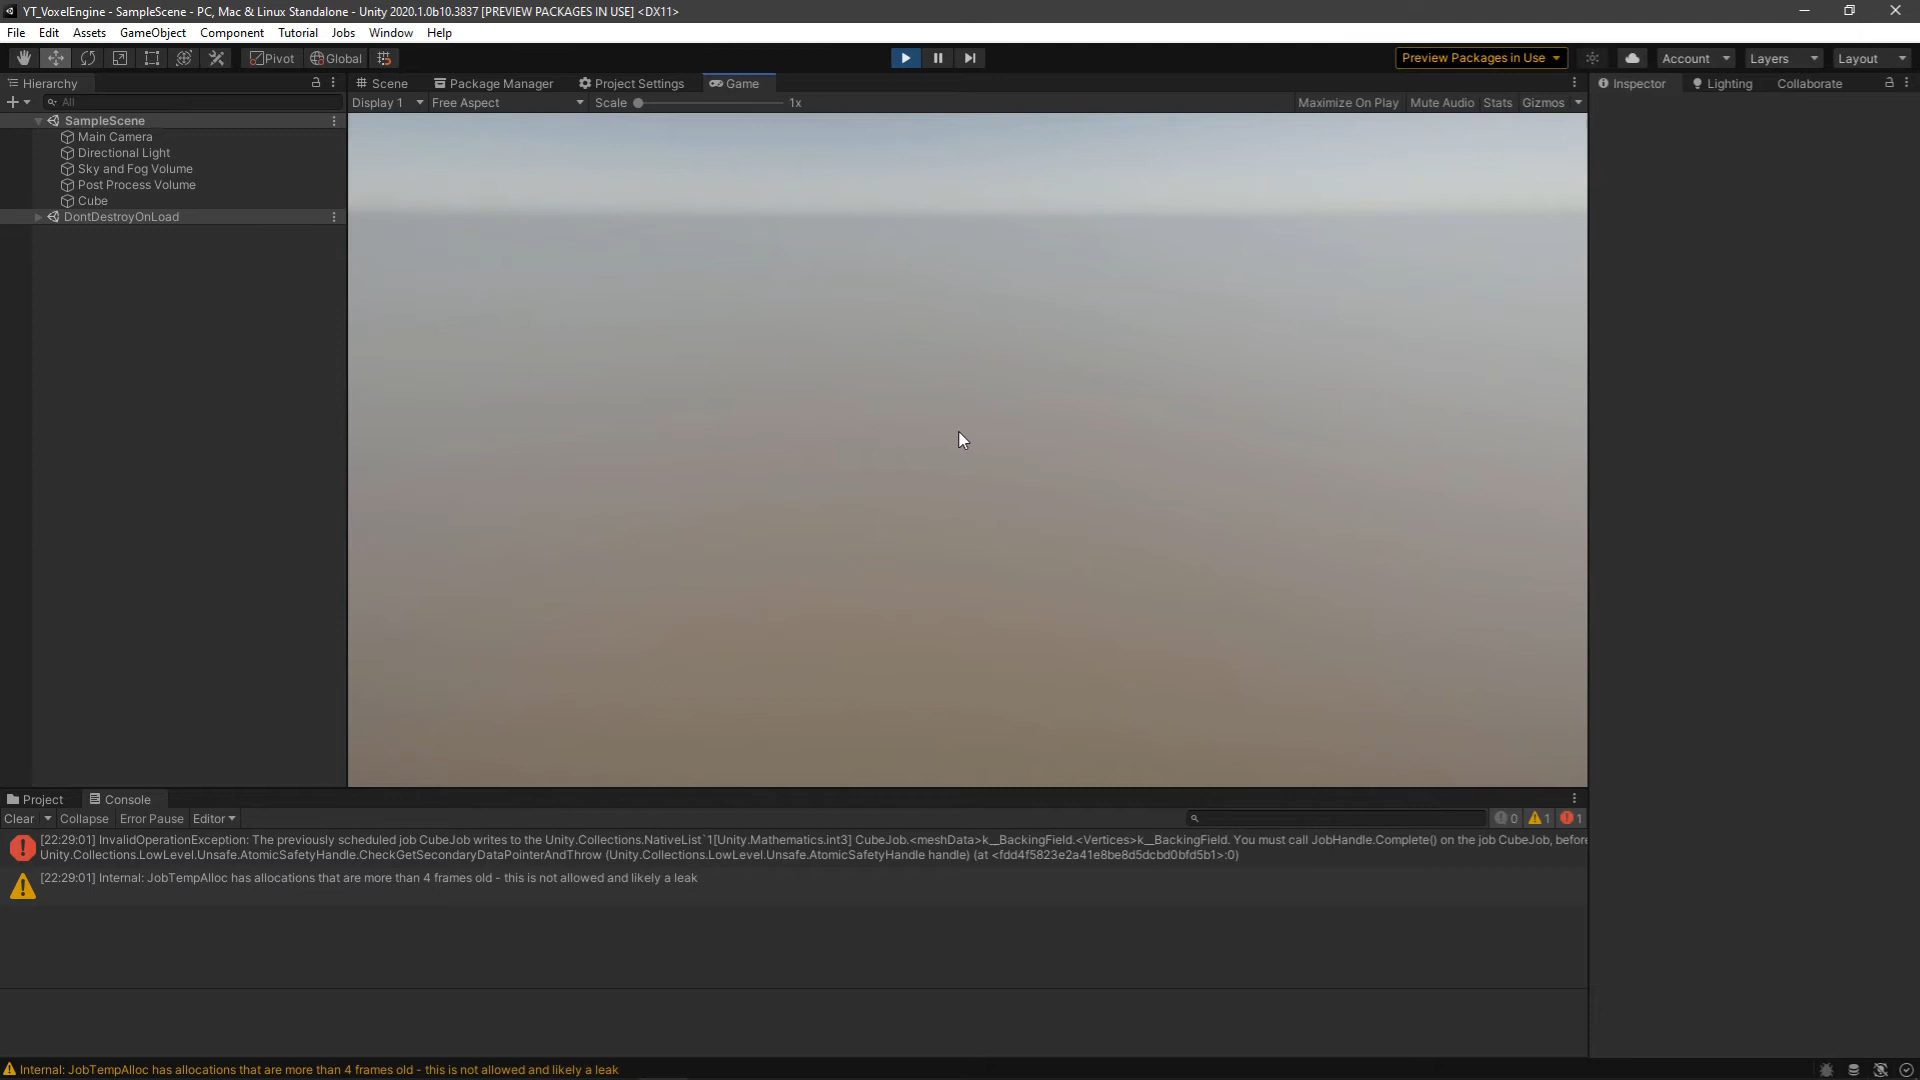 YT_VoxelEngine - SampleScene - PC, Mac & Linux Standalone - Unity 2020.1.0b10.3837 [PREVIEW PACKAGES IN USE] <DX11>
File Edit Assets GameObject Component Tutorial Jobs Window Help
Pivot Global Preview Packages in Use Account Layers Layout
Hierarchy Scene Package Manager Project Settings Game Inspector Lighting Collaborate
All Display 1 Free Aspect Scale 1x Maximize On Play Mute Audio Stats Gizmos
SampleScene
Main Camera
Directional Light
Sky and Fog Volume
Post Process Volume
Cube
DontDestroyOnLoad
Project Console
Clear Collapse Error Pause Editor 0 1 1
[22:29:01] InvalidOperationException: The previously scheduled job CubeJob writes to the Unity.Collections.NativeList`1[Unity.Mathematics.int3] CubeJob.<meshData>k__BackingField.<Vertices>k__BackingField. You must call JobHandle.Complete() on the job CubeJob, before
Unity.Collections.LowLevel.Unsafe.AtomicSafetyHandle.CheckGetSecondaryDataPointerAndThrow (Unity.Collections.LowLevel.Unsafe.AtomicSafetyHandle handle) (at <fdd4f5823e2a41e8be8d5dcbd0bfd5b1>:0)
[22:29:01] Internal: JobTempAlloc has allocations that are more than 4 frames old - this is not allowed and likely a leak
Internal: JobTempAlloc has allocations that are more than 4 frames old - this is not allowed and likely a leak